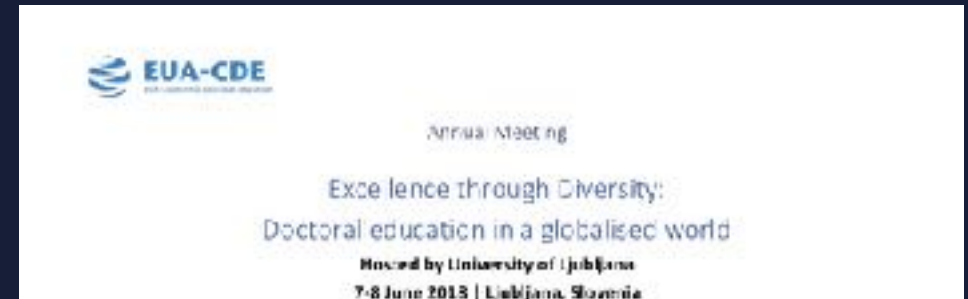 EUA-CDE
Annual Meeting
Excellence through Diversity:
Doctoral education in a globalised world
Hosted by University of Ljubljana
7-8 June | Ljubljana, Slovenia